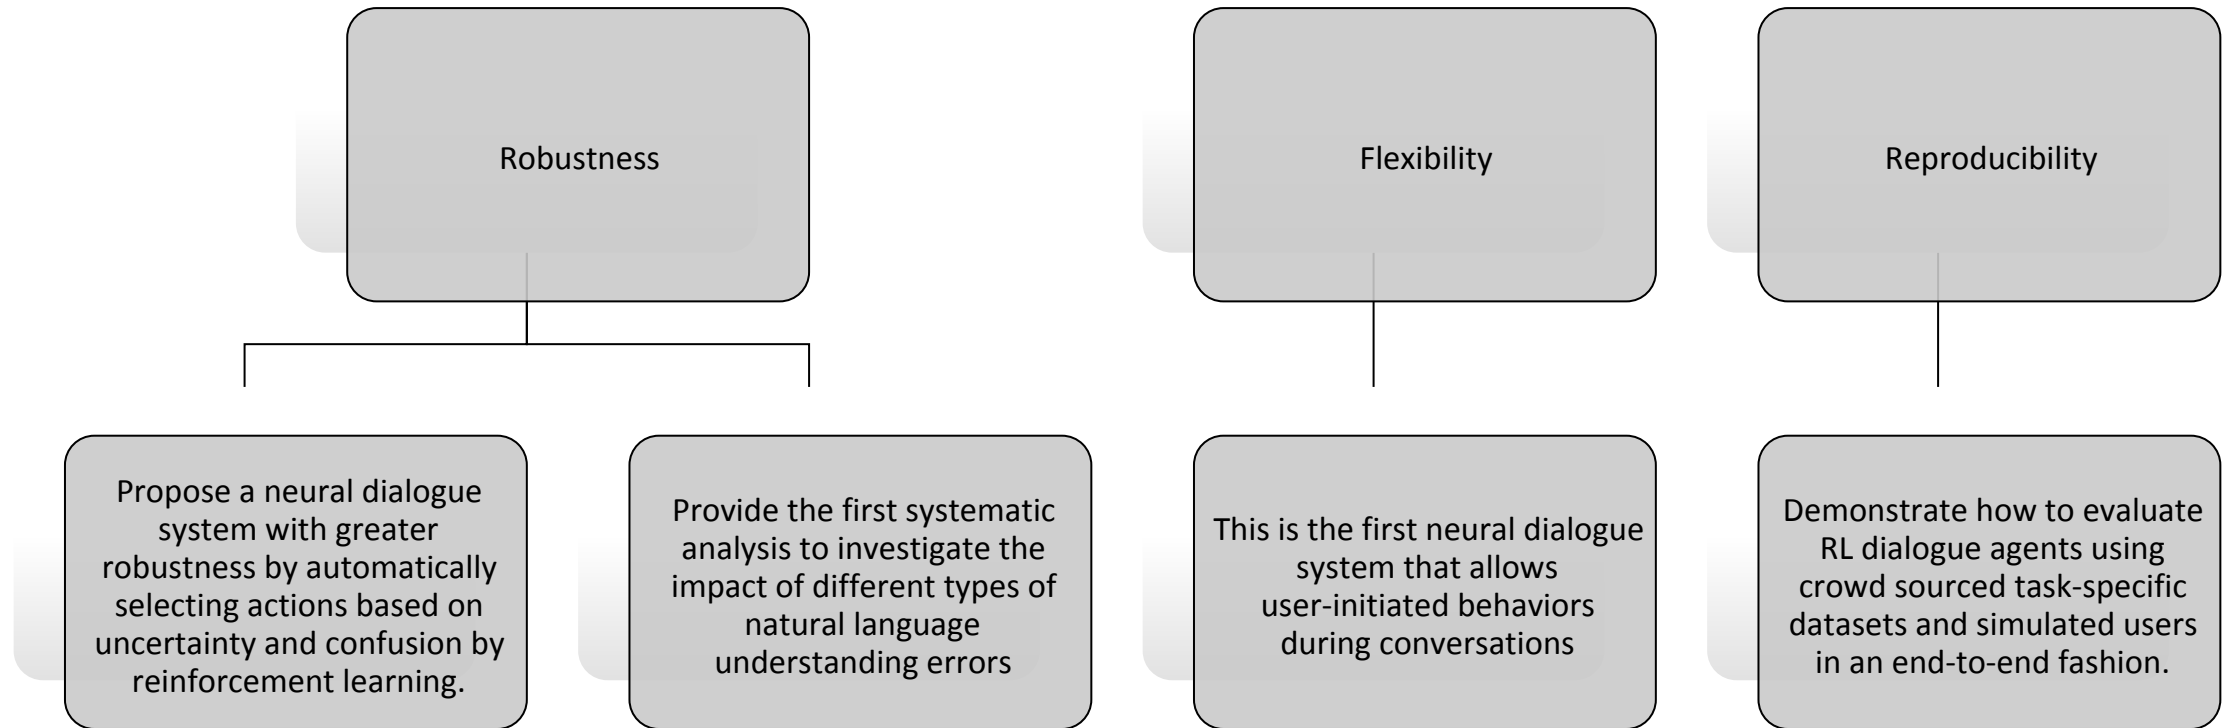 Robustness
Flexibility
Reproducibility
Propose a neural dialogue
system with greater
robustness by automatically
selecting actions based on
uncertainty and confusion by
reinforcement learning.
Provide the first systematic
analysis to investigate the
impact of different types of
natural language
understanding errors
This is the first neural dialogue
system that allows
user-initiated behaviors
during conversations
Demonstrate how to evaluate
RL dialogue agents using
crowd sourced task-specific
datasets and simulated users
in an end-to-end fashion.